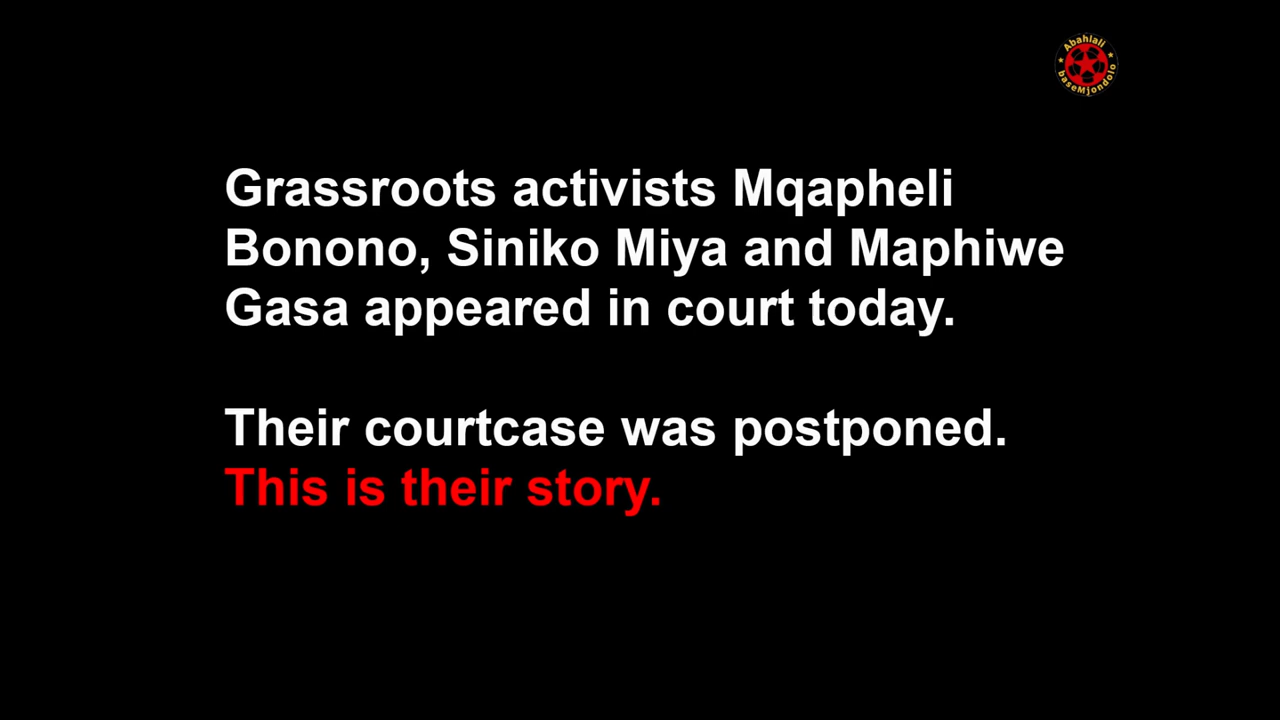 Abahlali
baseMjondolo
Grassroots activists Mqapheli
Bonono, Siniko Miya and Maphiwe
Gasa appeared in court today.
Their courtcase was postponed.
This is their story.